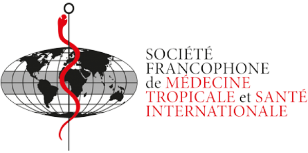 SOCIÉTÉ
FRANCOPHONE
de MÉDECINE
TROPICALE et SANTÉ
INTERNATIONALE